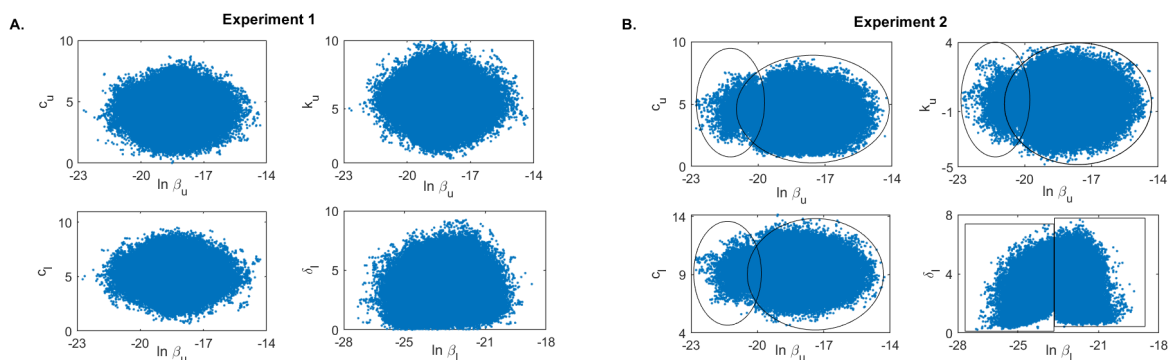 Experiment 1
A.
10
5
0
c_u
-23 -20 -17 -14
ln β_u
10
5
0
k_u
-23 -20 -17 -14
ln β_u
10
5
0
c_l
-23 -20 -17 -14
ln β_u
10
5
0
δ_l
-28 -25 -21 -18
ln β_l
Experiment 2
B.
10
5
0
c_u
-23 -20 -17 -14
ln β_u
4
-1
-5
k_u
-23 -20 -17 -14
ln β_u
14
9
4
c_l
-23 -20 -17 -14
ln β_u
8
4
0
δ_l
-28 -25 -21 -18
ln β_l